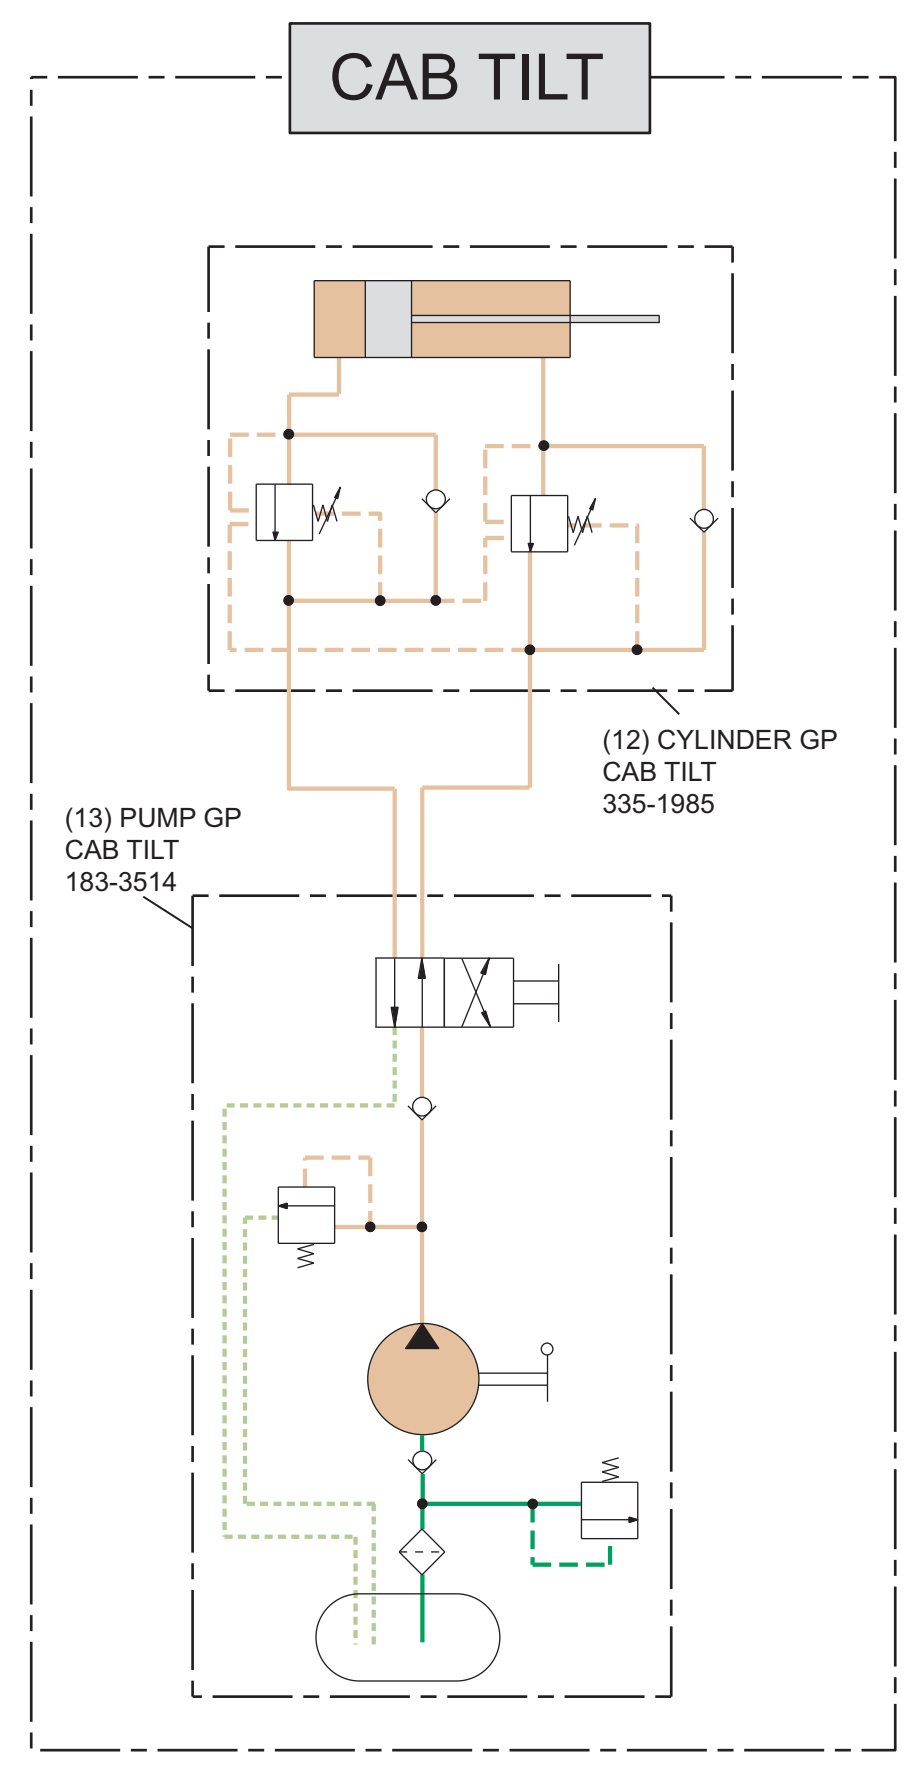 CAB TILT
(12) CYLINDER GP
CAB TILT
335-1985
(13) PUMP GP
CAB TILT
183-3514